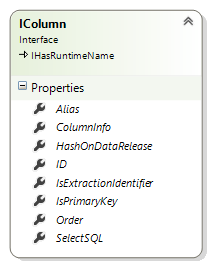 IColumn
Interface
IHasRuntimeName
Properties
Alias
ColumnInfo
HashOnDataRelease
ID
IsExtractionIdentifier
IsPrimaryKey
Order
SelectSQL